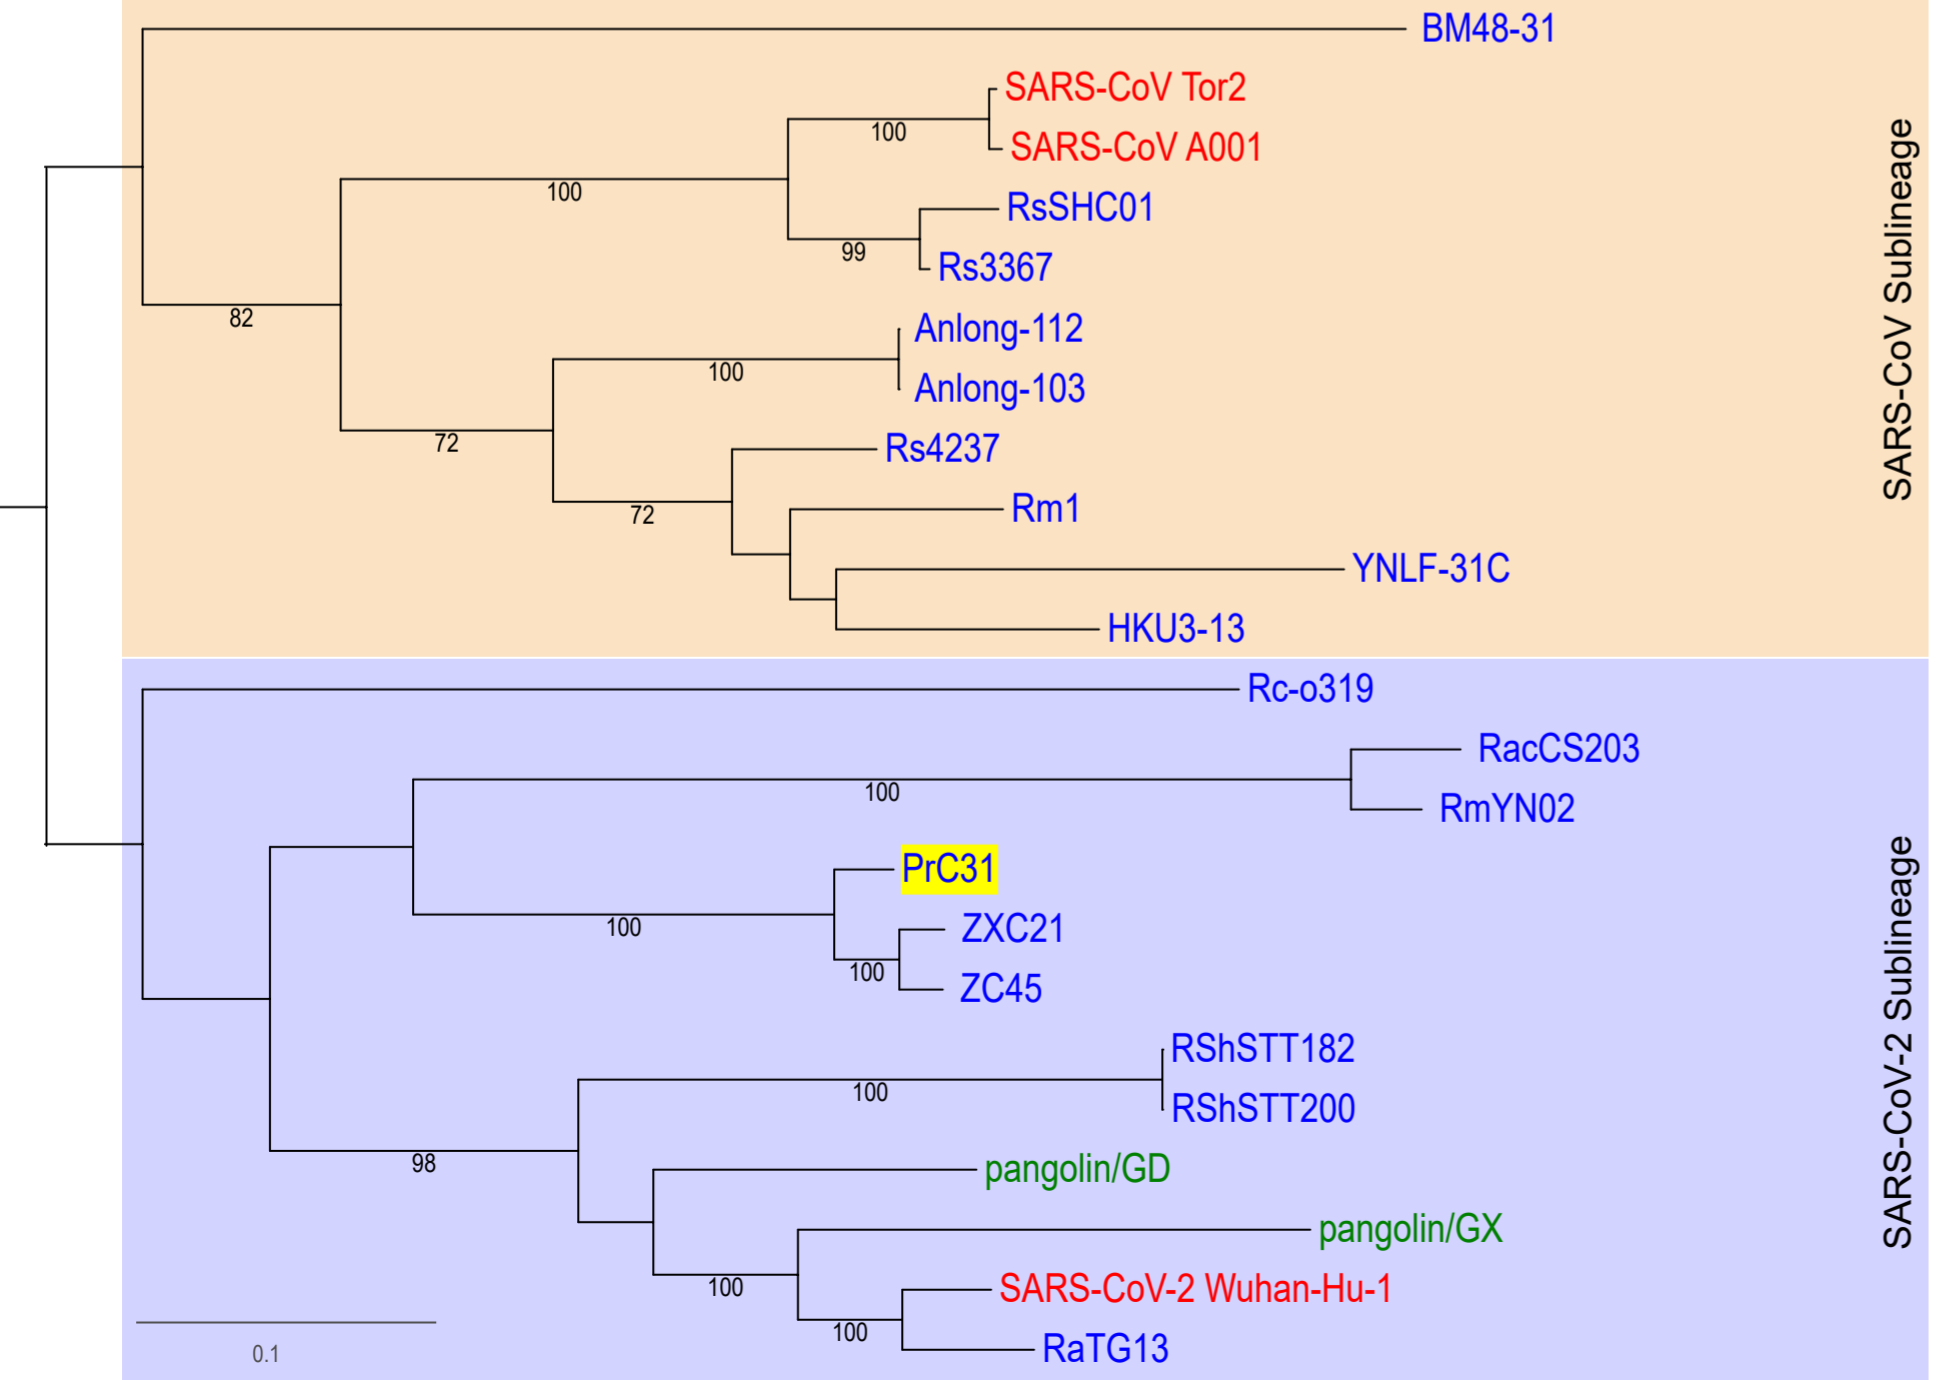 BM48-31
SARS-CoV Tor2
100
SARS-CoV A001
100
RsSHC01
99
Rs3367
82
Anlong-112
100
Anlong-103
72
Rs4237
72
Rm1
YNLF-31C
HKU3-13
SARS-CoV Sublineage
Rc-o319
RacCS203
100
RmYN02
PrC31
100
ZXC21
100
ZC45
RShSTT182
100
RShSTT200
98
pangolin/GD
pangolin/GX
100
SARS-CoV-2 Wuhan-Hu-1
100
RaTG13
0.1
SARS-CoV-2 Sublineage